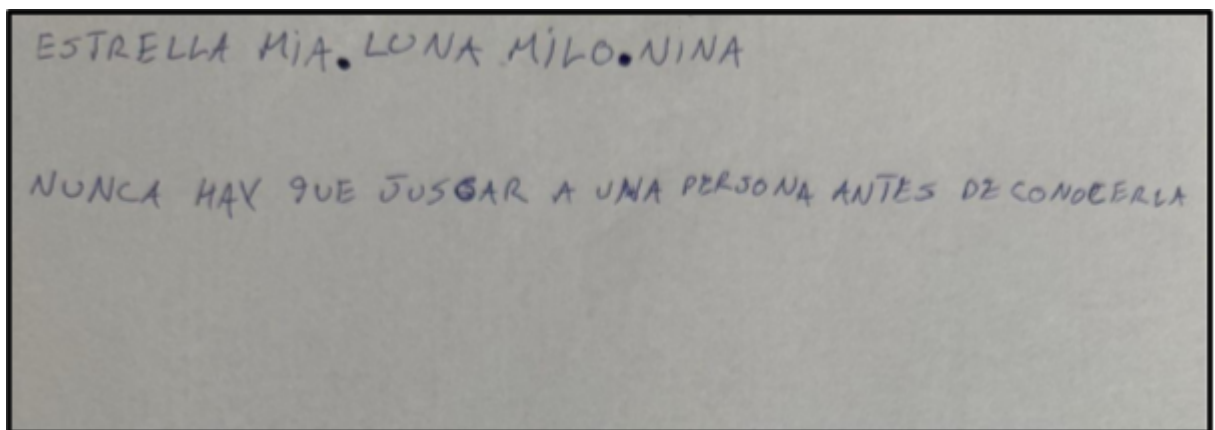 ESTRELLA MiA. LUNA MiLO. NINA
NUNCA HAY QUE JUSGAR A UNA PERSONA ANTES DE CONOCERLA